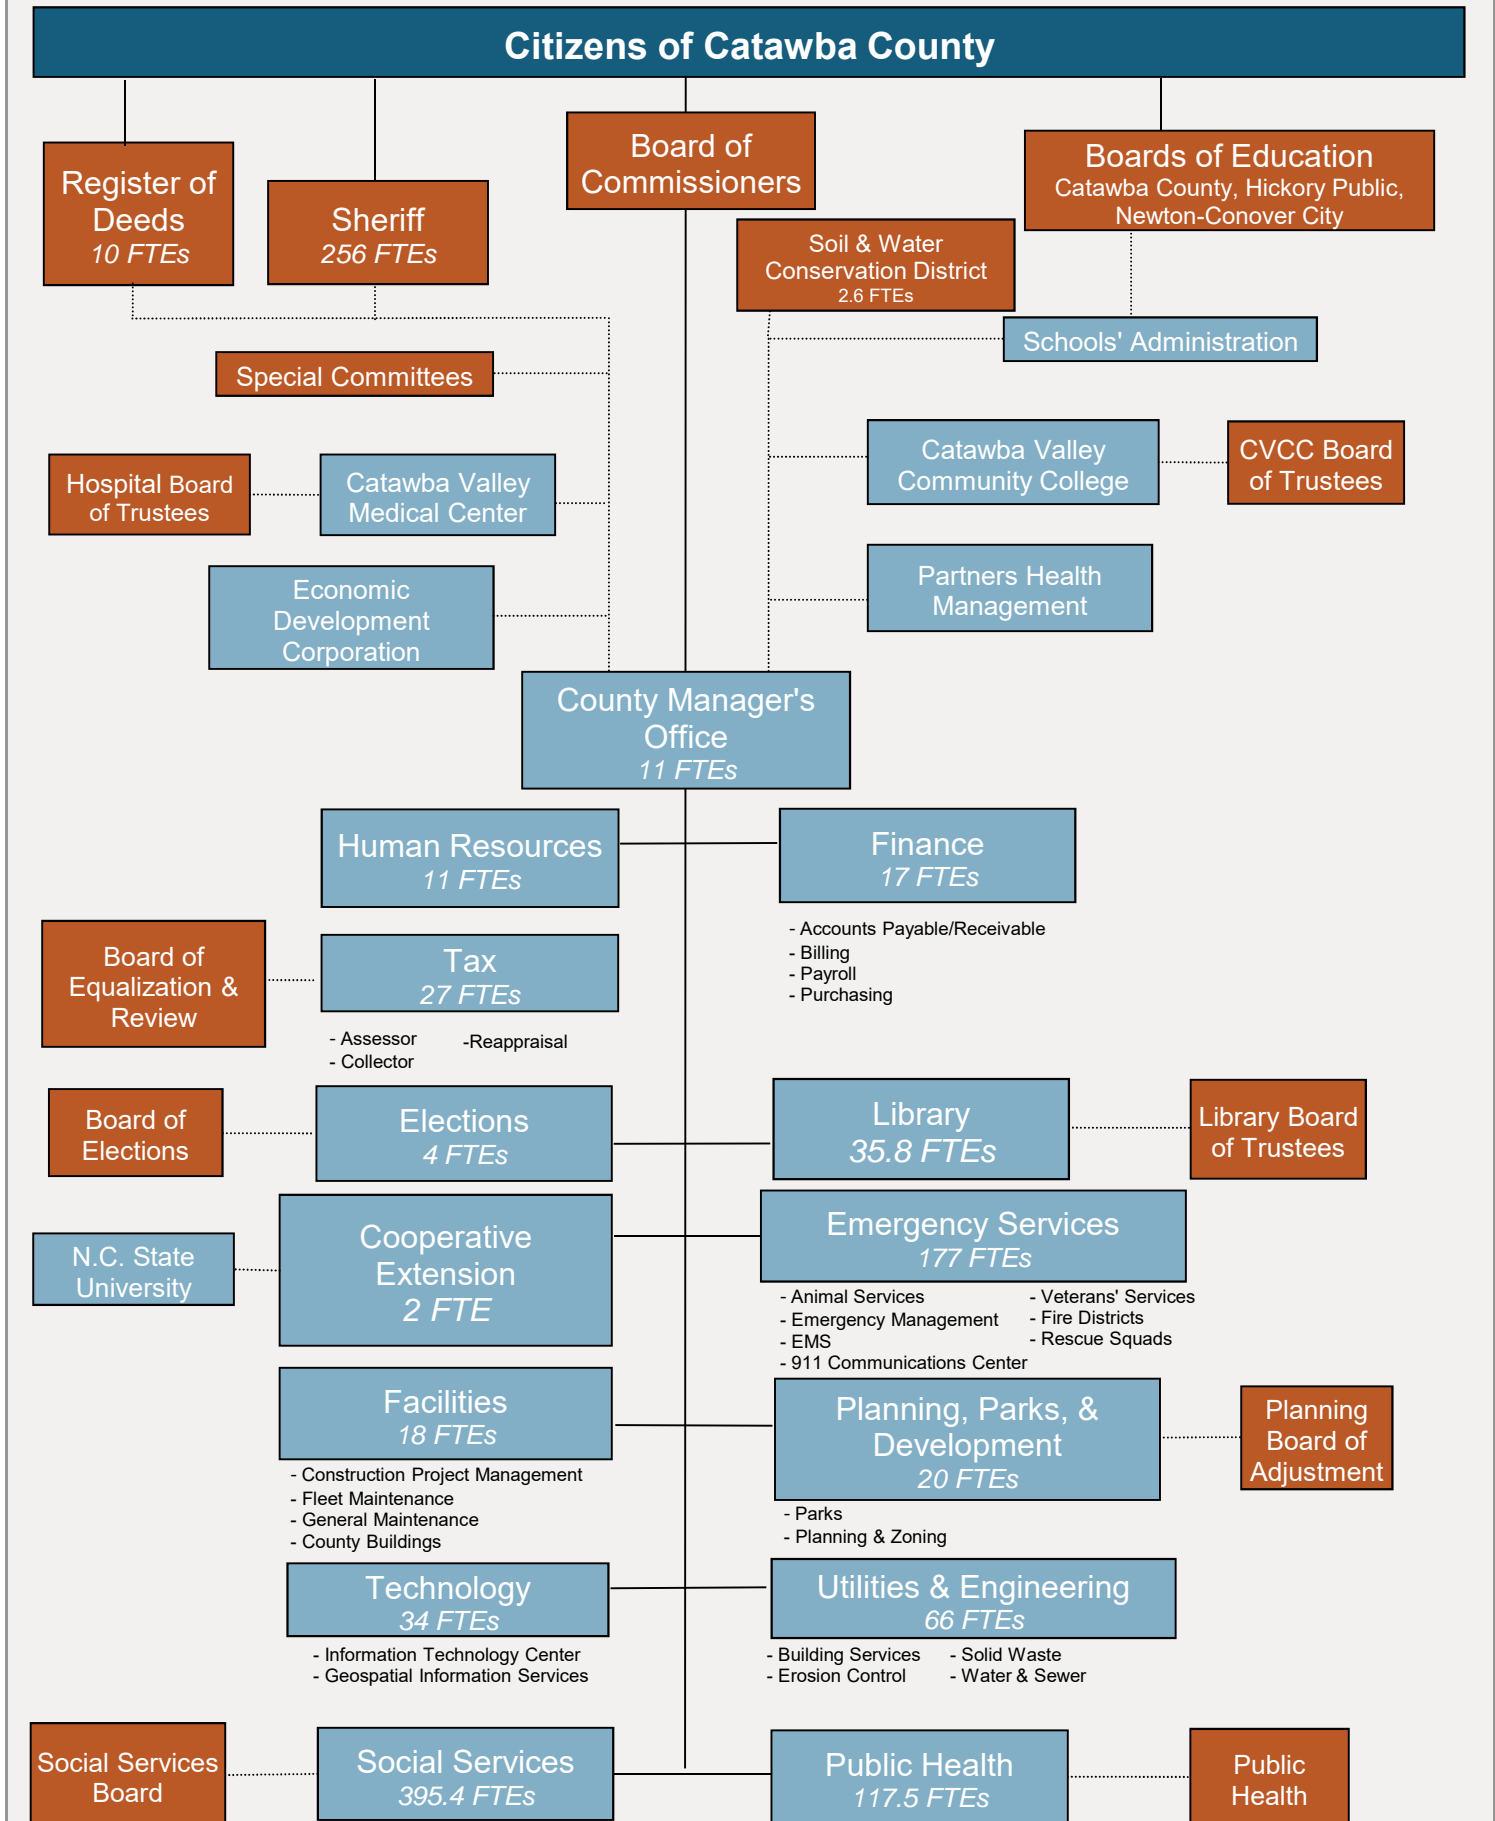 Citizens of Catawba County
Register of
Deeds
10 FTEs
Sheriff
256 FTEs
Board of
Commissioners
Boards of Education
Catawba County, Hickory Public,
Newton-Conover City
Soil & Water
Conservation District
2.6 FTEs
Schools' Administration
Special Committees
Hospital Board
of Trustees
Catawba Valley
Medical Center
Catawba Valley
Community College
CVCC Board
of Trustees
Economic
Development
Corporation
Partners Health
Management
County Manager's
Office
11 FTEs
Human Resources
11 FTEs
Finance
17 FTEs
- Accounts Payable/Receivable
- Billing
- Payroll
- Purchasing
Board of
Equalization &
Review
Tax
27 FTEs
- Assessor
- Collector
-Reappraisal
Board of
Elections
Elections
4 FTEs
Library
35.8 FTEs
Library Board
of Trustees
N.C. State
University
Cooperative
Extension
2 FTE
Emergency Services
177 FTEs
- Animal Services
- Emergency Management
- EMS
- 911 Communications Center
- Veterans' Services
- Fire Districts
- Rescue Squads
Facilities
18 FTEs
- Construction Project Management
- Fleet Maintenance
- General Maintenance
- County Buildings
Planning, Parks, &
Development
20 FTEs
- Parks
- Planning & Zoning
Planning
Board of
Adjustment
Technology
34 FTEs
- Information Technology Center
- Geospatial Information Services
Utilities & Engineering
66 FTEs
- Building Services
- Erosion Control
- Solid Waste
- Water & Sewer
Social Services
Board
Social Services
395.4 FTEs
Public Health
117.5 FTEs
Public
Health